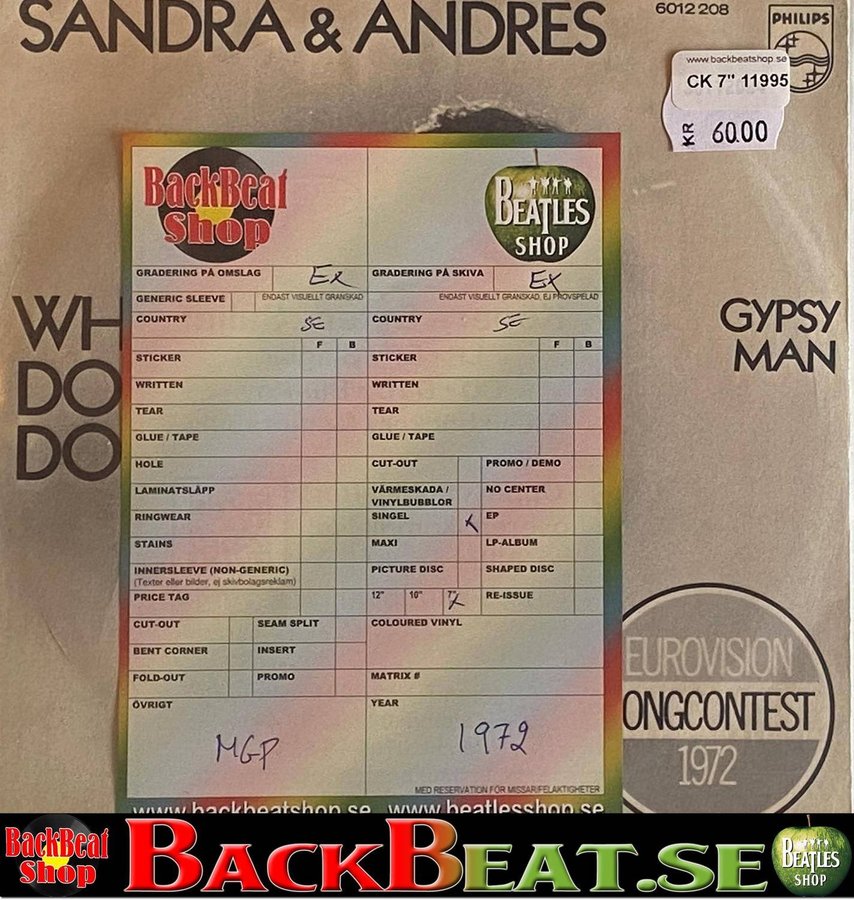 SANDRA & ANDRES
6012 208
PHILIPS
www.backbeatshop.se
CK 7" 11995
KR 60.00
BackBeat Shop
BEATLES SHOP
GRADERING PÅ OMSLAG Ex
GRADERING PÅ SKIVA Ex
GENERIC SLEEVE ENDAST VISUELLT GRANSKAD
ENDAST VISUELLT GRANSKAD, EJ PROVSPELAD
COUNTRY SE
COUNTRY SE
F B
F B
STICKER
STICKER
WRITTEN
WRITTEN
TEAR
TEAR
GLUE / TAPE
GLUE / TAPE
HOLE
CUT-OUT PROMO / DEMO
LAMINATSLÄPP
VÄRMESKADA / VINYLBUBBLOR NO CENTER
RINGWEAR
SINGEL x EP
STAINS
MAXI LP-ALBUM
INNERSLEEVE (NON-GENERIC)
(Texter eller bilder, ej skivbolagsreklam)
PICTURE DISC SHAPED DISC
PRICE TAG
12" 10" 7" x RE-ISSUE
CUT-OUT SEAM SPLIT
COLOURED VINYL
BENT CORNER INSERT
FOLD-OUT PROMO
MATRIX #
ÖVRIGT
YEAR
MGP
1972
MED RESERVATION FÖR MISSAR/FELAKTIGHETER
www.backbeatshop.se www.beatlesshop.se
WH
DO
DO
GYPSY
MAN
EUROVISION
ONGCONTEST
1972
BackBeat Shop
BACKBEAT.SE
BEATLES SHOP